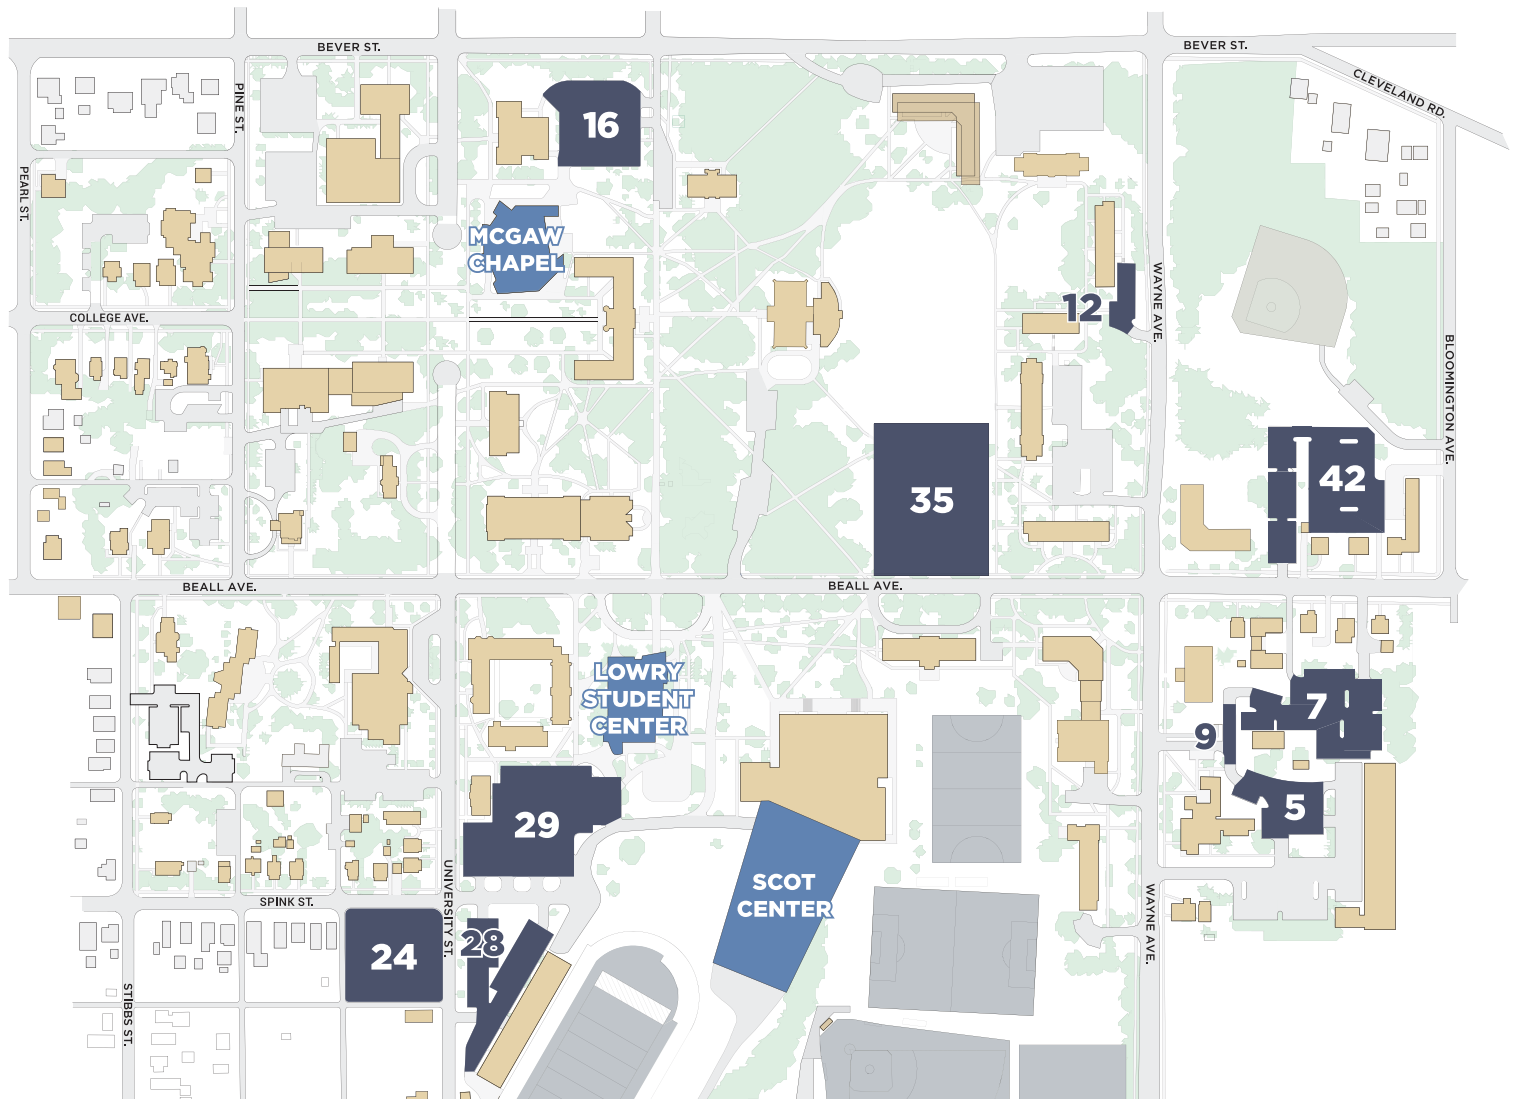 BEVER ST.
BEVER ST.
CLEVELAND RD.
PINE ST.
16
PEARL ST.
MCGAW
CHAPEL
12
WAYNE AVE.
COLLEGE AVE.
BLOOMINGTON AVE.
42
35
BEALL AVE.
BEALL AVE.
LOWRY
STUDENT
CENTER
7
9
5
29
SCOT
CENTER
UNIVERSITY ST.
WAYNE AVE.
SPINK ST.
28
24
STIBBS ST.